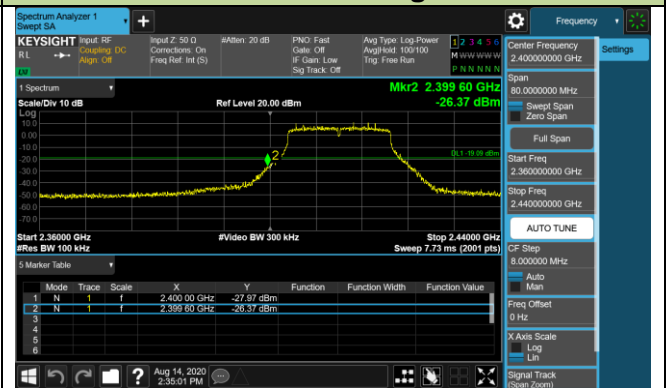 Spectrum Analyzer 1
Swept SA
Frequency
KEYSIGHT
RL
Input: RF
Coupling: DC
Align: Off
Input Z: 50 Ω
Corrections: On
Freq Ref: Int (S)
#Atten: 20 dB
PNO: Fast
Gate: Off
IF Gain: Low
Sig Track: Off
Avg Type: Log-Power
Avg|Hold: 100/100
Trig: Free Run
1 2 3 4 5 6
M W W W W W
P N N N N N
LW
1 Spectrum
Mkr2 2.399 60 GHz
Scale/Div 10 dB
Ref Level 20.00 dBm
-26.37 dBm
Log
10.0
0.00
-10.0
-20.0
-30.0
-40.0
-50.0
-60.0
-70.0
2
DL1 -19.09 dBm
Start 2.36000 GHz
#Video BW 300 kHz
Stop 2.44000 GHz
#Res BW 100 kHz
Sweep 7.73 ms (2001 pts)
5 Marker Table
Mode Trace Scale X Y Function Function Width Function Value
1 N 1 f 2.400 00 GHz -27.97 dBm
2 N 1 f 2.399 60 GHz -26.37 dBm
3
4
5
6
Aug 14, 2020
2:35:01 PM
Center Frequency
2.40000000 GHz
Settings
Span
80.0000000 MHz
Swept Span
Zero Span
Full Span
Start Freq
2.36000000 GHz
Stop Freq
2.44000000 GHz
AUTO TUNE
CF Step
8.000000 MHz
Auto
Man
Freq Offset
0 Hz
X Axis Scale
Log
Lin
Signal Track
(Span Zoom)